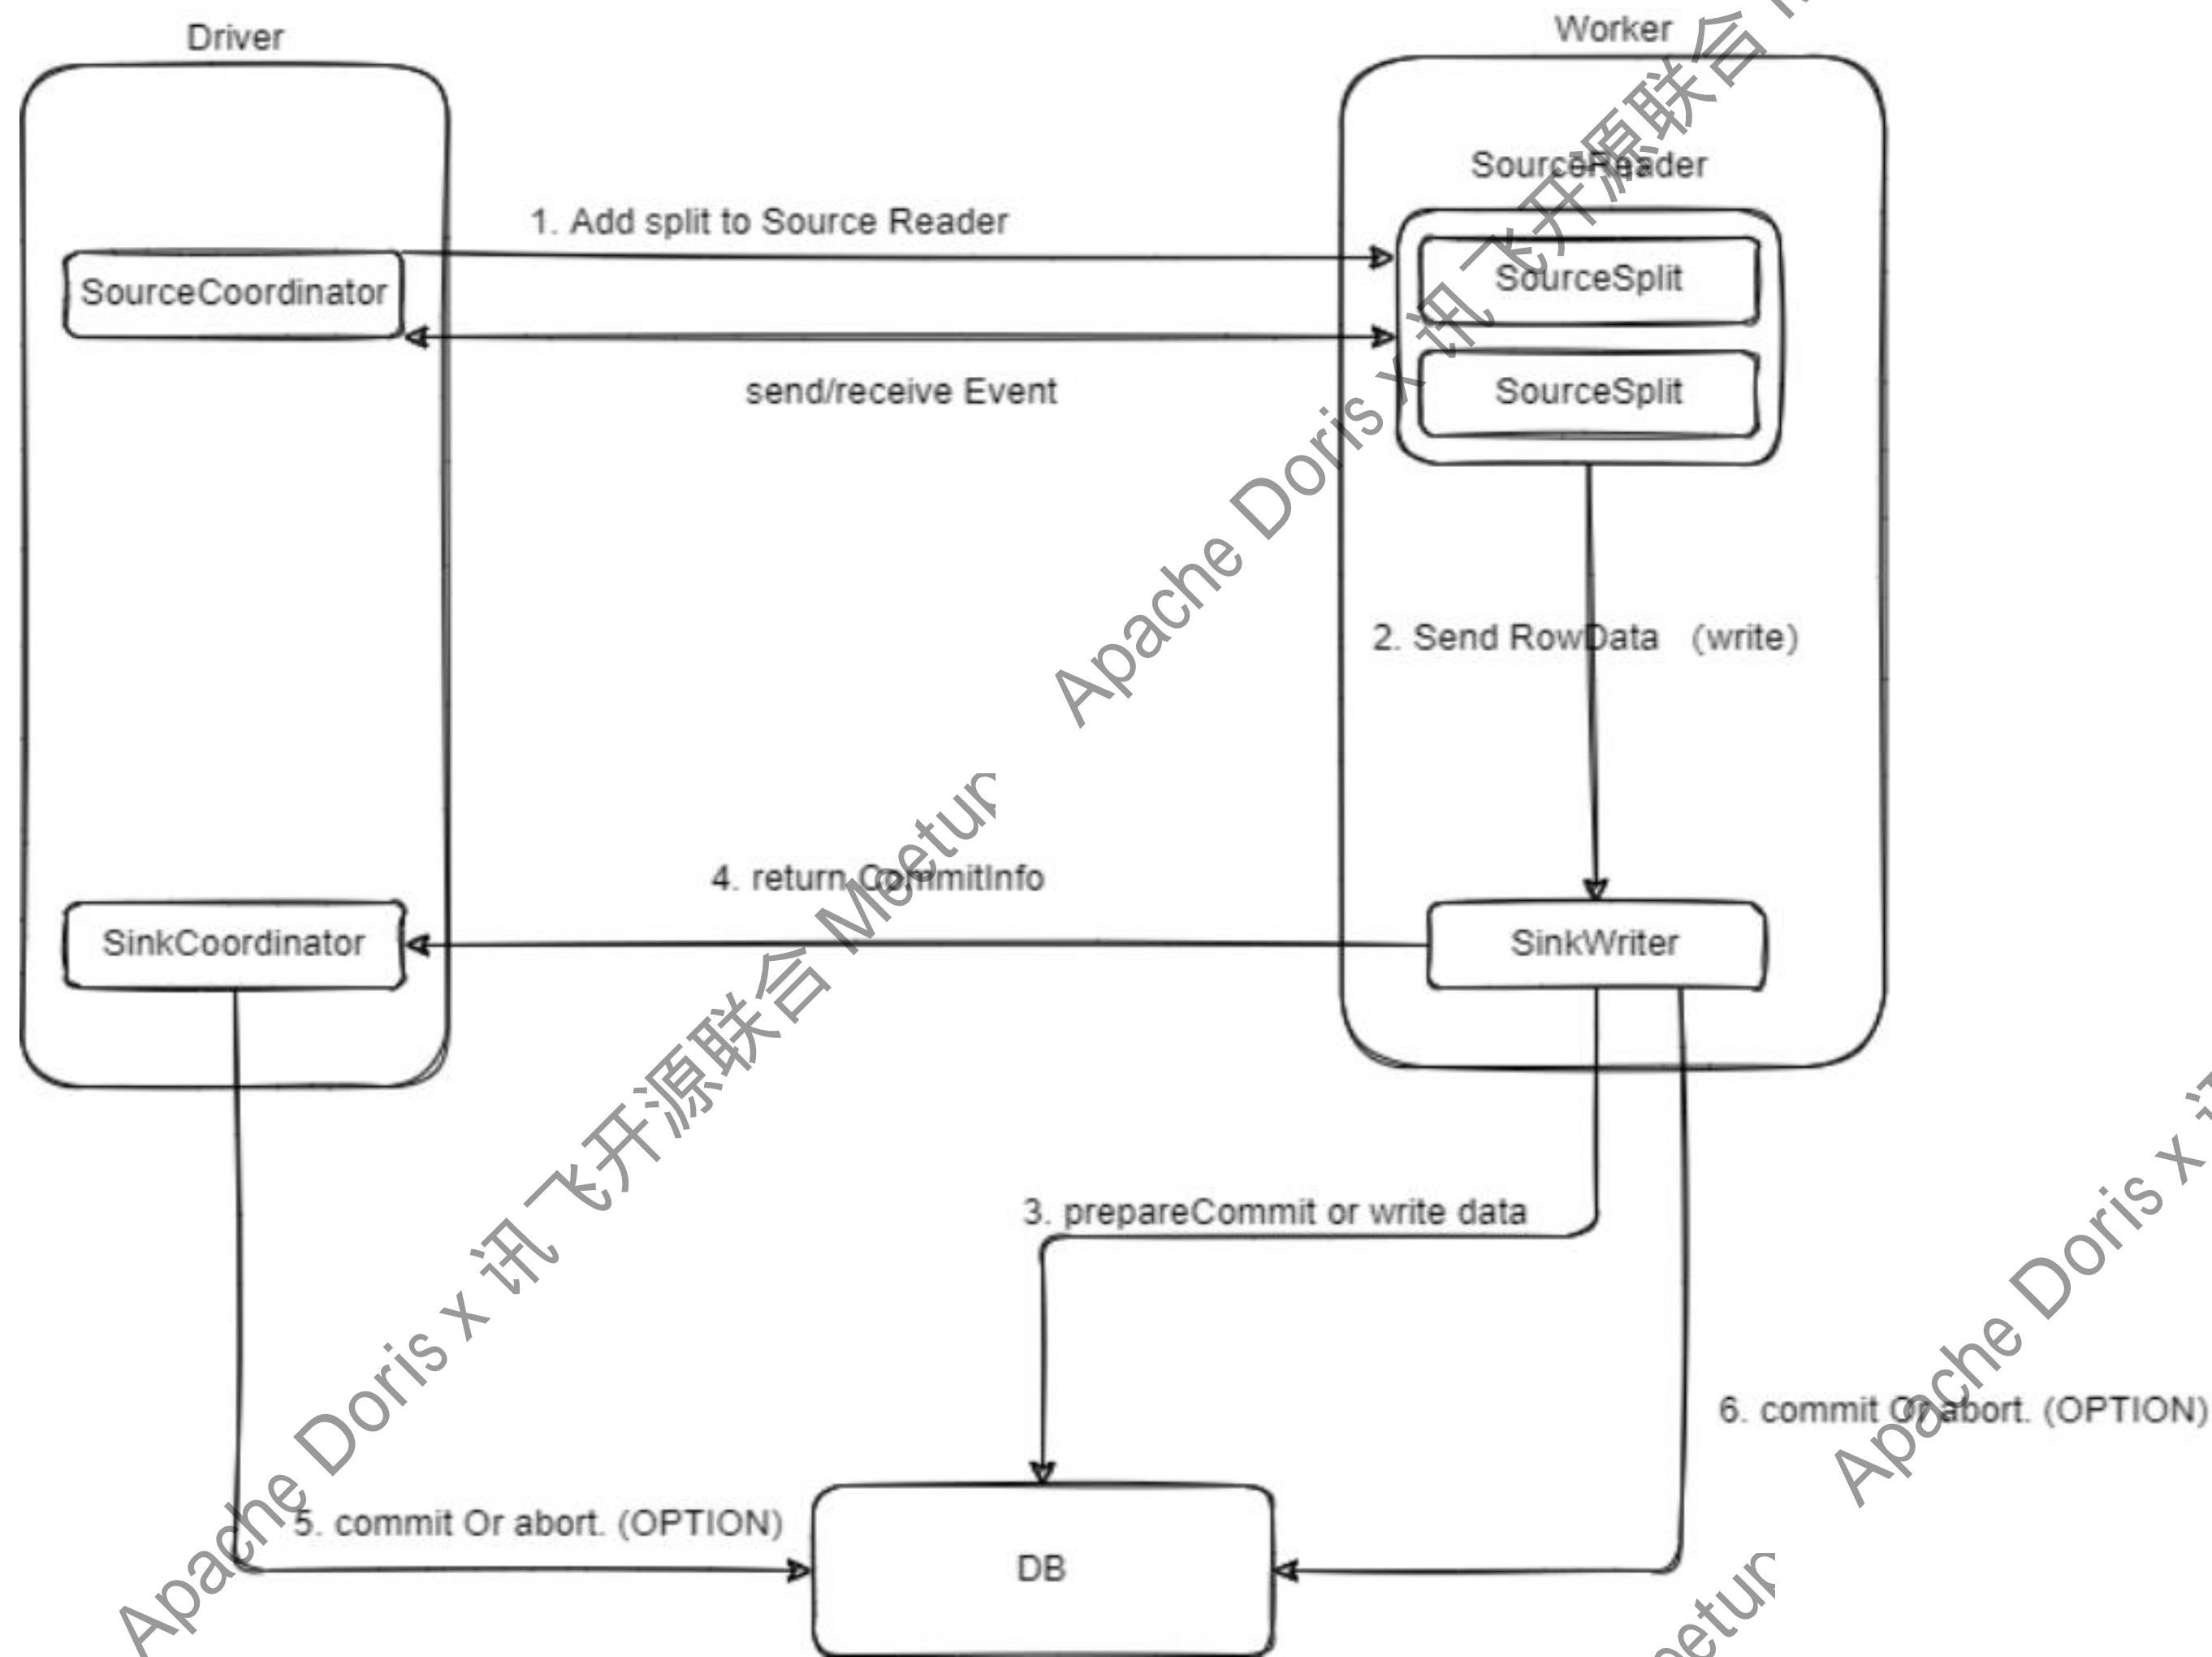 Driver
Worker
SourceReader
1. Add split to Source Reader
SourceCoordinator
SourceSplit
send/receive Event
SourceSplit
2. Send RowData (write)
4. return CommitInfo
SinkCoordinator
SinkWriter
3. prepareCommit or write data
6. commit Or abort. (OPTION)
5. commit Or abort. (OPTION)
DB
Apache Doris x 讯飞开源联合
Apache Doris x 讯飞开源联合 Meetup
Apache Doris x